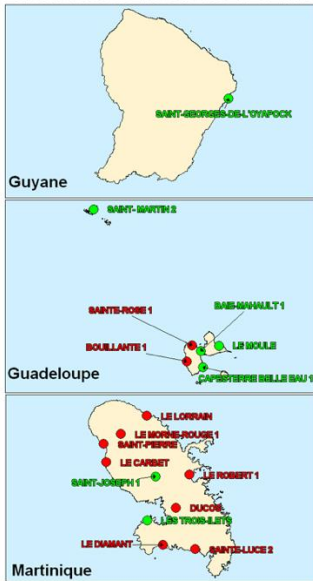 SAINT-GEORGES-DE-L'OYAPOCK
Guyane
SAINT- MARTIN 2
SAINTE-ROSE 1
BAIE-MAHAULT 1
BOUILLANTE 1
LE MOULE
CAPESTERRE BELLE EAU 1
Guadeloupe
LE LORRAIN
LE MORNE-ROUGE 1
SAINT-PIERRE
LE CARBET
LE ROBERT 1
SAINT-JOSEPH 1
DUCOS
LES TROIS-ILETS
LE DIAMANT
SAINTE-LUCE 2
Martinique